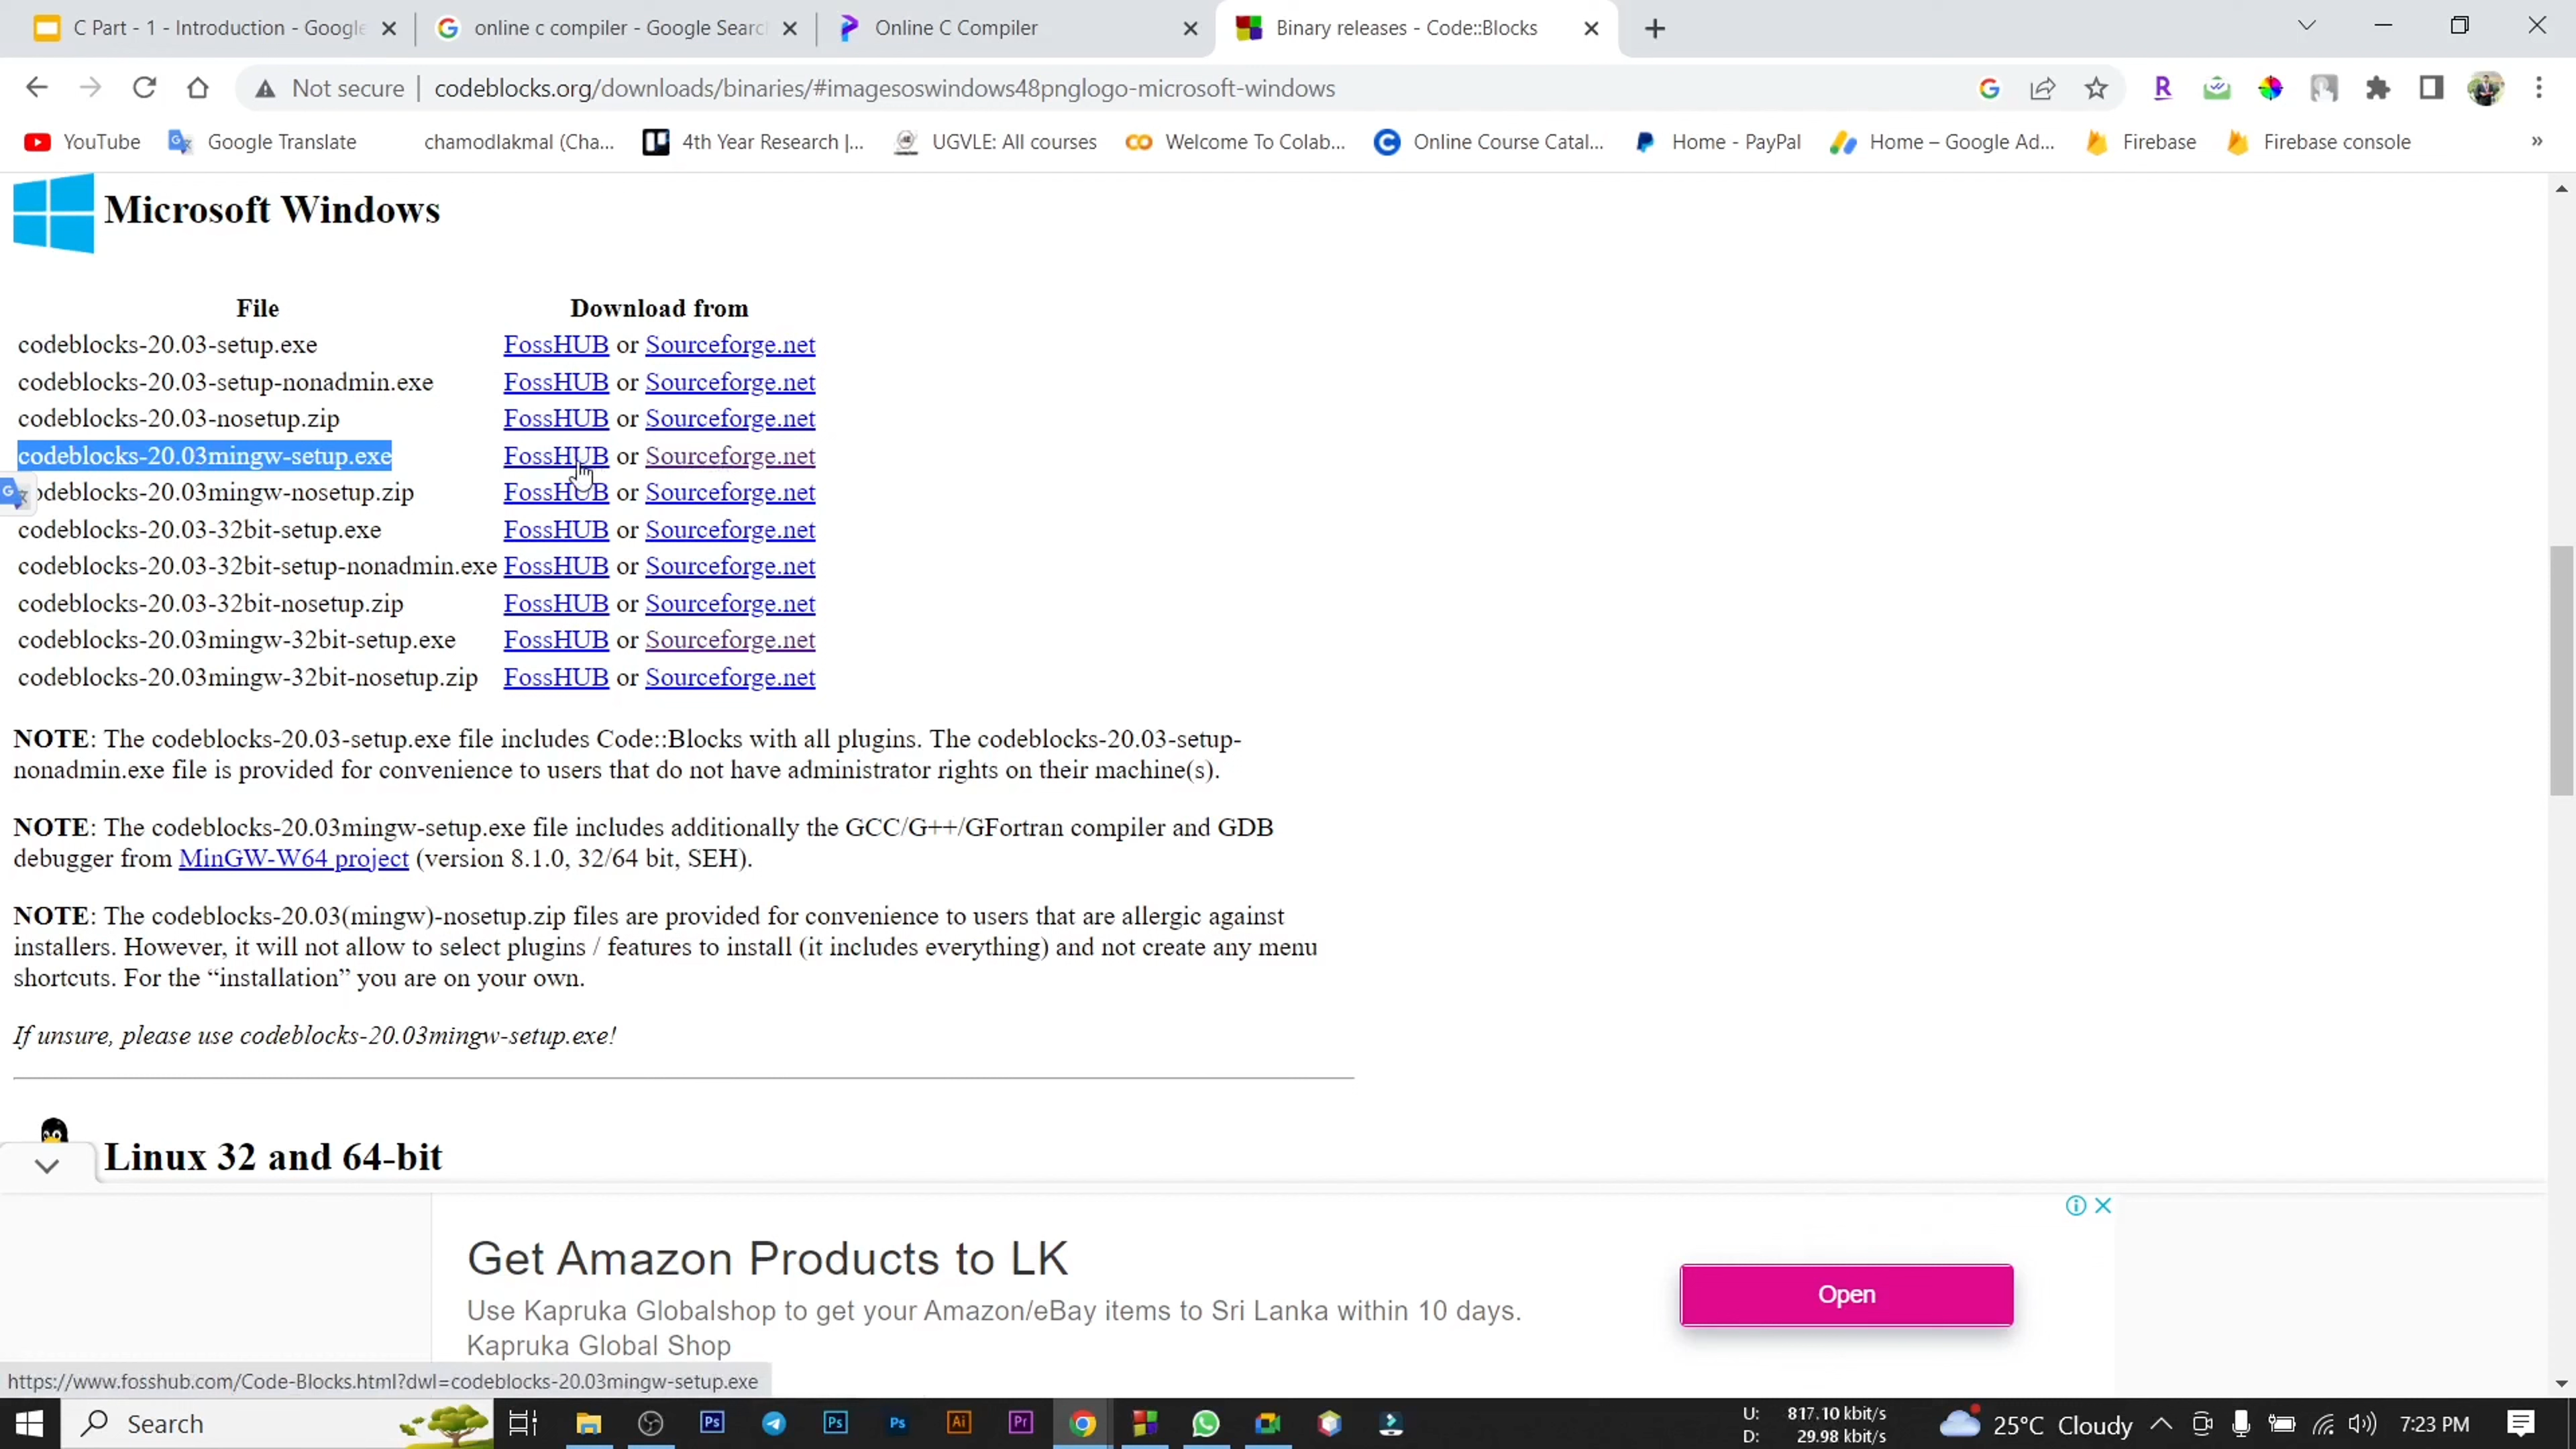 C Part - 1 - Introduction - Google
online c compiler - Google Searc
Online C Compiler
Binary releases - Code::Blocks
Not secure codeblocks.org/downloads/binaries/#imagesoswindows48pnglogo-microsoft-windows
YouTube Google Translate chamodlakmal (Cha... 4th Year Research |... UGVLE: All courses Welcome To Colab... Online Course Catal... Home - PayPal Home – Google Ad... Firebase Firebase console »
Microsoft Windows
File Download from
codeblocks-20.03-setup.exe FossHUB or Sourceforge.net
codeblocks-20.03-setup-nonadmin.exe FossHUB or Sourceforge.net
codeblocks-20.03-nosetup.zip FossHUB or Sourceforge.net
codeblocks-20.03mingw-setup.exe FossHUB or Sourceforge.net
odeblocks-20.03mingw-nosetup.zip FossHUB or Sourceforge.net
codeblocks-20.03-32bit-setup.exe FossHUB or Sourceforge.net
codeblocks-20.03-32bit-setup-nonadmin.exe FossHUB or Sourceforge.net
codeblocks-20.03-32bit-nosetup.zip FossHUB or Sourceforge.net
codeblocks-20.03mingw-32bit-setup.exe FossHUB or Sourceforge.net
codeblocks-20.03mingw-32bit-nosetup.zip FossHUB or Sourceforge.net
NOTE: The codeblocks-20.03-setup.exe file includes Code::Blocks with all plugins. The codeblocks-20.03-setup-
nonadmin.exe file is provided for convenience to users that do not have administrator rights on their machine(s).
NOTE: The codeblocks-20.03mingw-setup.exe file includes additionally the GCC/G++/GFortran compiler and GDB
debugger from MinGW-W64 project (version 8.1.0, 32/64 bit, SEH).
NOTE: The codeblocks-20.03(mingw)-nosetup.zip files are provided for convenience to users that are allergic against
installers. However, it will not allow to select plugins / features to install (it includes everything) and not create any menu
shortcuts. For the “installation” you are on your own.
If unsure, please use codeblocks-20.03mingw-setup.exe!
Linux 32 and 64-bit
Get Amazon Products to LK
Use Kapruka Globalshop to get your Amazon/eBay items to Sri Lanka within 10 days.
Kapruka Global Shop
Open
https://www.fosshub.com/Code-Blocks.html?dwl=codeblocks-20.03mingw-setup.exe
Search
U: 817.10 kbit/s
D: 29.98 kbit/s
25°C Cloudy
7:23 PM